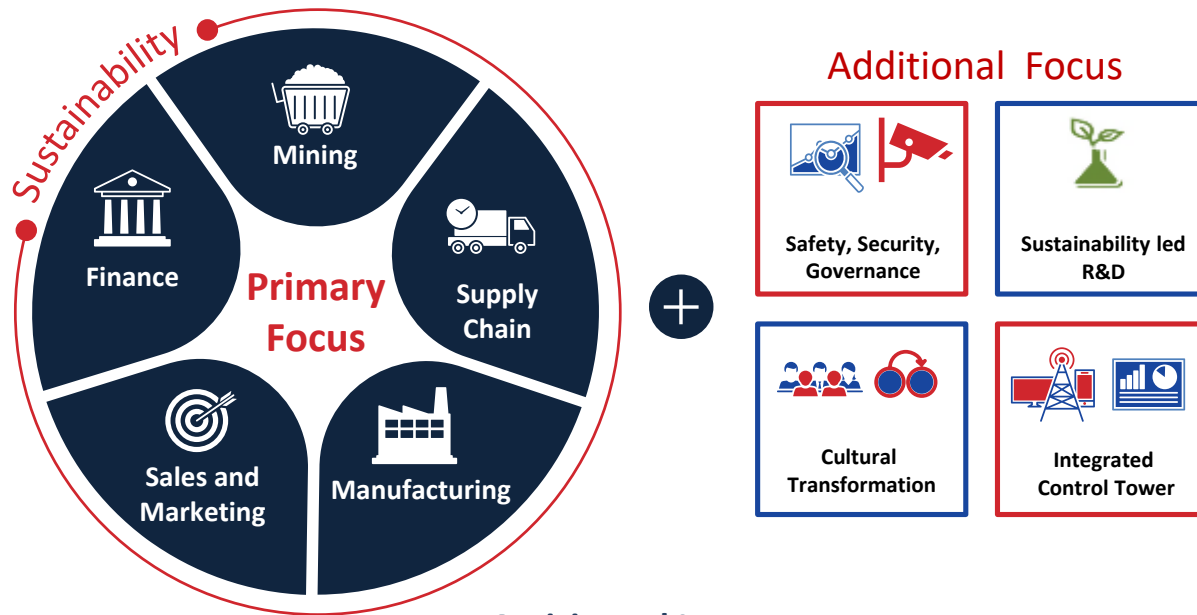 Sustainability
Mining
Finance
Supply
Chain
Primary
Focus
Sales and
Marketing
Manufacturing
Additional Focus
Safety, Security,
Governance
Sustainability led
R&D
Cultural
Transformation
Integrated
Control Tower